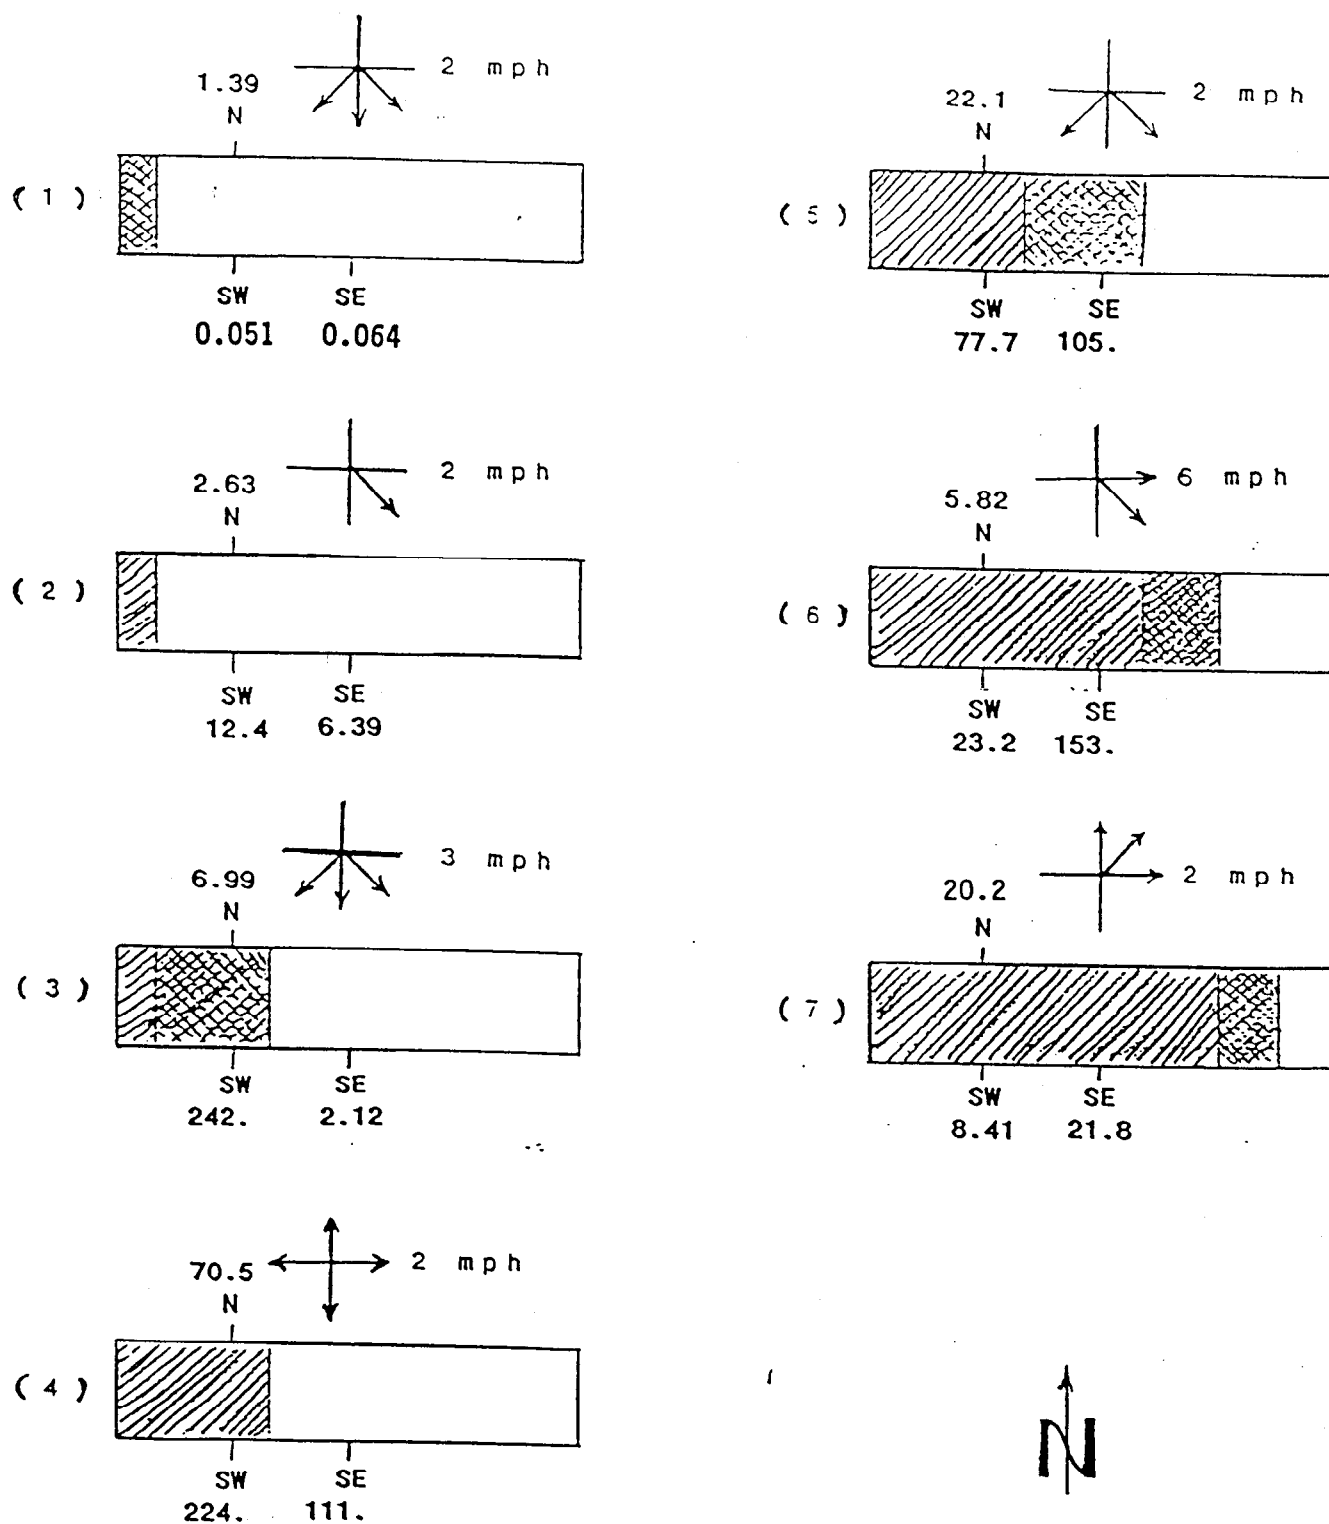 2 mph
1.39
N
( 1 )
SW SE
0.051 0.064
2 mph
2.63
N
( 2 )
SW SE
12.4 6.39
3 mph
6.99
N
( 3 )
SW SE
242. 2.12
2 mph
70.5
N
( 4 )
SW SE
224. 111.
2 mph
22.1
N
( 5 )
SW SE
77.7 105.
6 mph
5.82
N
( 6 )
SW SE
23.2 153.
2 mph
20.2
N
( 7 )
SW SE
8.41 21.8
N